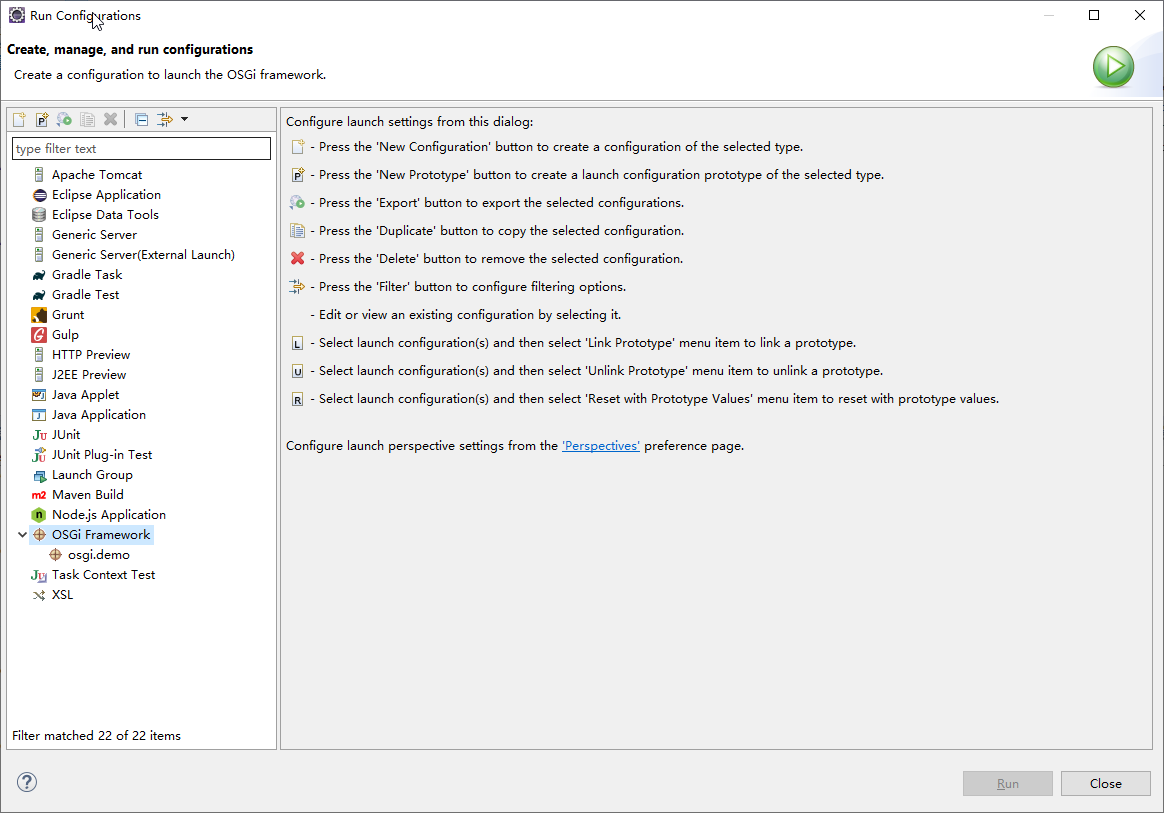 Run Configurations
Create, manage, and run configurations
Create a configuration to launch the OSGi framework.
type filter text
Apache Tomcat
Eclipse Application
Eclipse Data Tools
Generic Server
Generic Server(External Launch)
Gradle Task
Gradle Test
Grunt
Gulp
HTTP Preview
J2EE Preview
Java Applet
Java Application
JUnit
JUnit Plug-in Test
Launch Group
Maven Build
Node.js Application
OSGi Framework
osgi.demo
Task Context Test
XSL
Filter matched 22 of 22 items
Configure launch settings from this dialog:
- Press the 'New Configuration' button to create a configuration of the selected type.
- Press the 'New Prototype' button to create a launch configuration prototype of the selected type.
- Press the 'Export' button to export the selected configurations.
- Press the 'Duplicate' button to copy the selected configuration.
- Press the 'Delete' button to remove the selected configuration.
- Press the 'Filter' button to configure filtering options.
- Edit or view an existing configuration by selecting it.
L - Select launch configuration(s) and then select 'Link Prototype' menu item to link a prototype.
U - Select launch configuration(s) and then select 'Unlink Prototype' menu item to unlink a prototype.
R - Select launch configuration(s) and then select 'Reset with Prototype Values' menu item to reset with prototype values.
Configure launch perspective settings from the 'Perspectives' preference page.
Run
Close